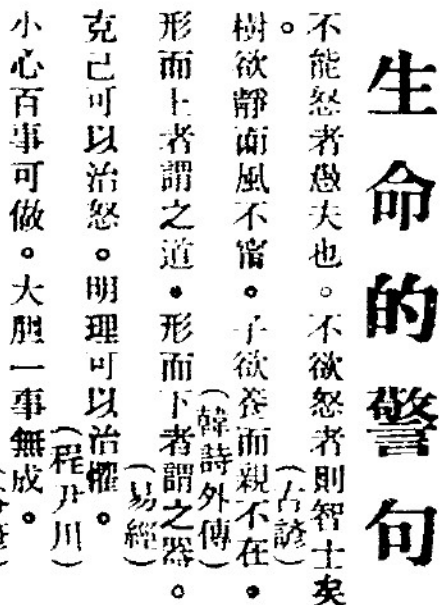 生命的警句
不能怒者愚夫也。不欲怒者則智士矣
。　　　　　　　　　　（古諺）
樹欲靜而風不甯。子欲養而親不在。
（韓詩外傳）
形而上者謂之道。形而下者謂之器。
（易經）
克己可以治怒。明理可以治懼。
（程尹川）
小心百事可做。大胆一事無成。